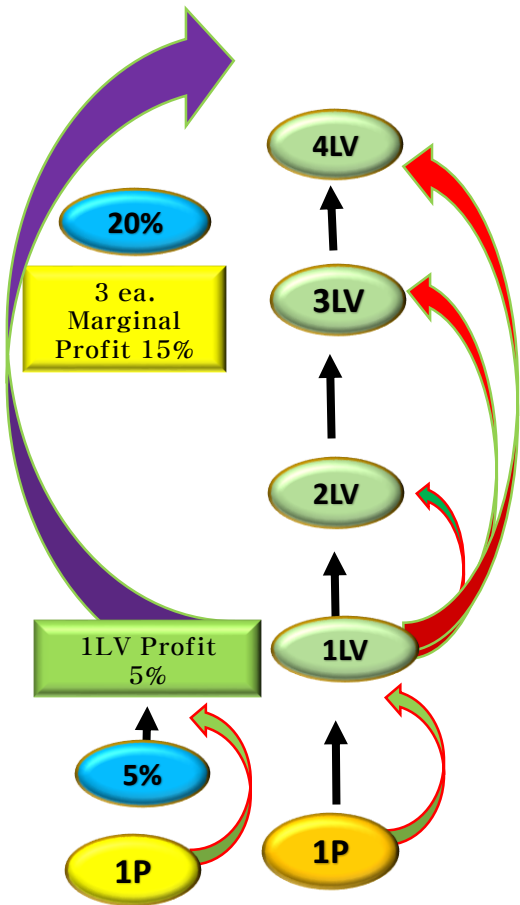 4LV
20%
3 ea.
Marginal
Profit 15%
3LV
2LV
1LV Profit
5%
1LV
5%
1P
1P